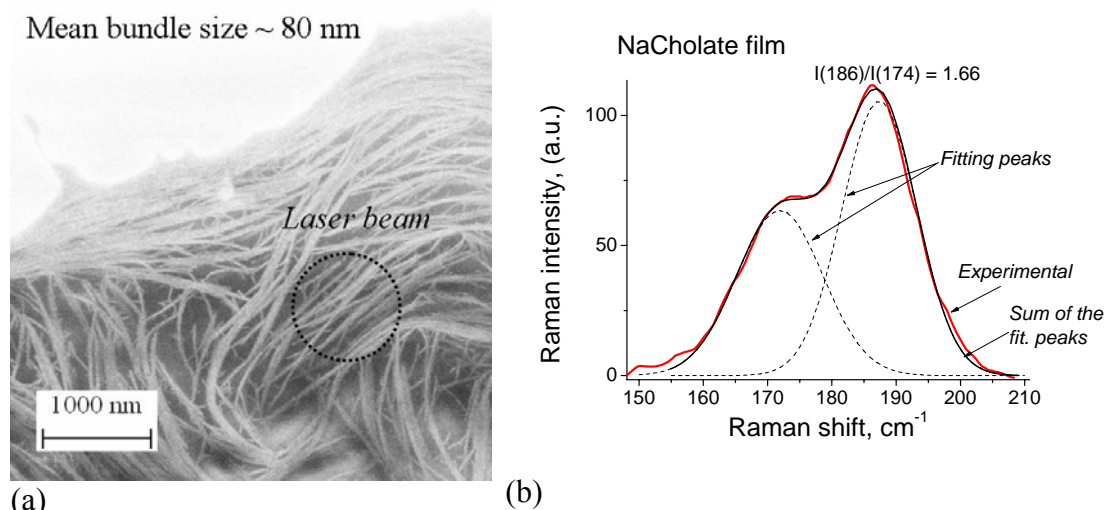 Mean bundle size ~ 80 nm
Laser beam
1000 nm
(a)
NaCholate film
I(186)/I(174) = 1.66
Raman intensity, (a.u.)
100
50
0
Fitting peaks
Experimental
Sum of the
fit. peaks
150 160 170 180 190 200 210
Raman shift, cm⁻¹
(b)